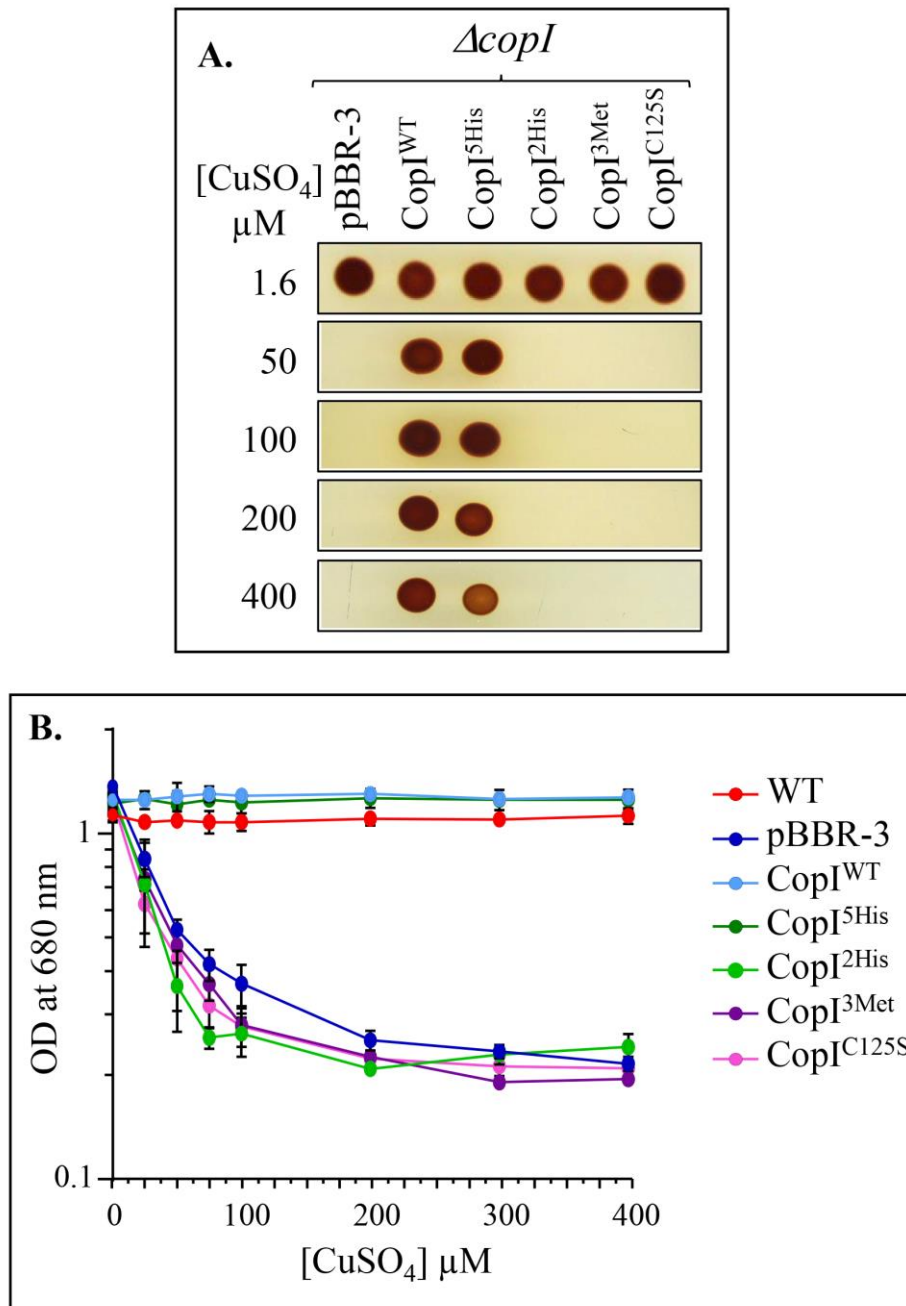 A.
ΔcopI
[CuSO₄]
µM
pBBR-3
CopI^WT
CopI^5His
CopI^2His
CopI^3Met
CopI^C125S
1.6
50
100
200
400
B.
OD at 680 nm
1
0.1
0 100 200 300 400
[CuSO₄] µM
WT
pBBR-3
CopI^WT
CopI^5His
CopI^2His
CopI^3Met
CopI^C125S